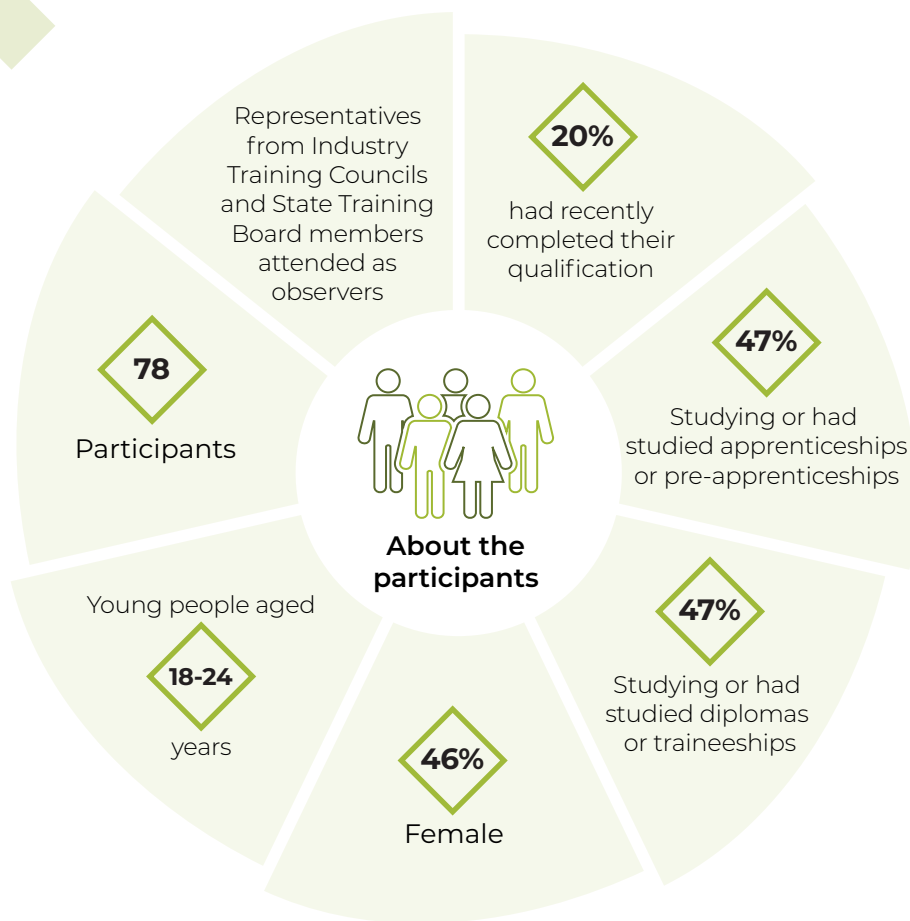 Representatives
from Industry
Training Councils
and State Training
Board members
attended as
observers
20%
had recently
completed their
qualification
47%
Studying or had
studied apprenticeships
or pre-apprenticeships
47%
Studying or had
studied diplomas
or traineeships
46%
Female
Young people aged
18-24
years
78
Participants
About the
participants